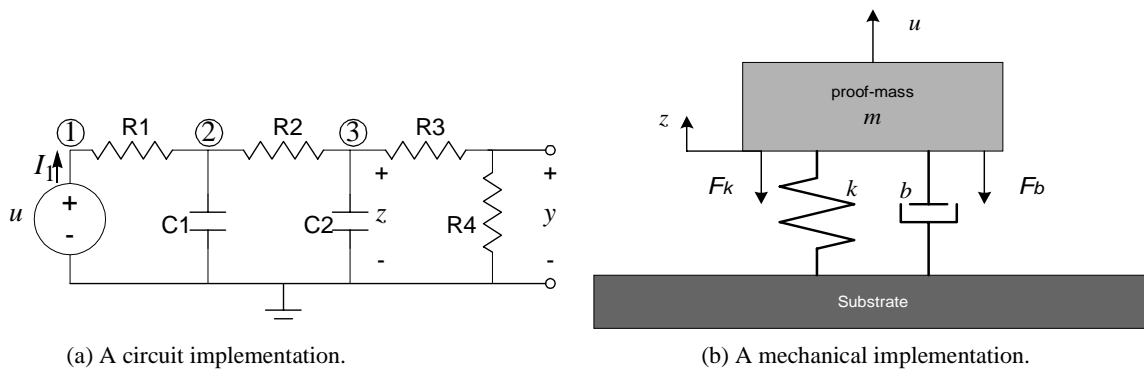 ① R1 ② R2 ③ R3
I1
u + -
C1
C2
+ z -
R4
+ y -
(a) A circuit implementation.
u
proof-mass
m
z
Fk
k
b
Fb
Substrate
(b) A mechanical implementation.